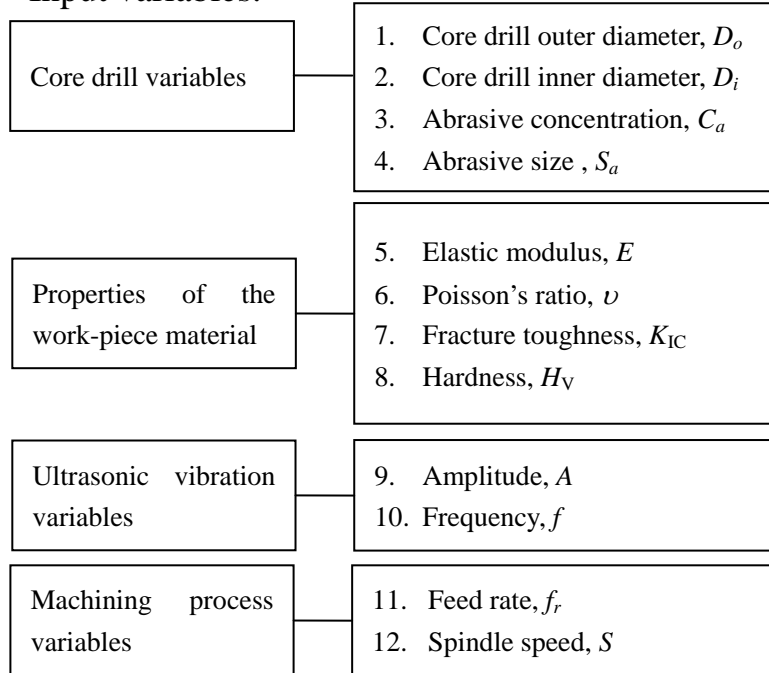 Input variables:
Core drill variables
1. Core drill outer diameter, Dₒ
2. Core drill inner diameter, Dᵢ
3. Abrasive concentration, Cₐ
4. Abrasive size , Sₐ
Properties of the
work-piece material
5. Elastic modulus, E
6. Poisson's ratio, υ
7. Fracture toughness, K_IC
8. Hardness, H_V
Ultrasonic vibration
variables
9. Amplitude, A
10. Frequency, f
Machining process
variables
11. Feed rate, fᵣ
12. Spindle speed, S